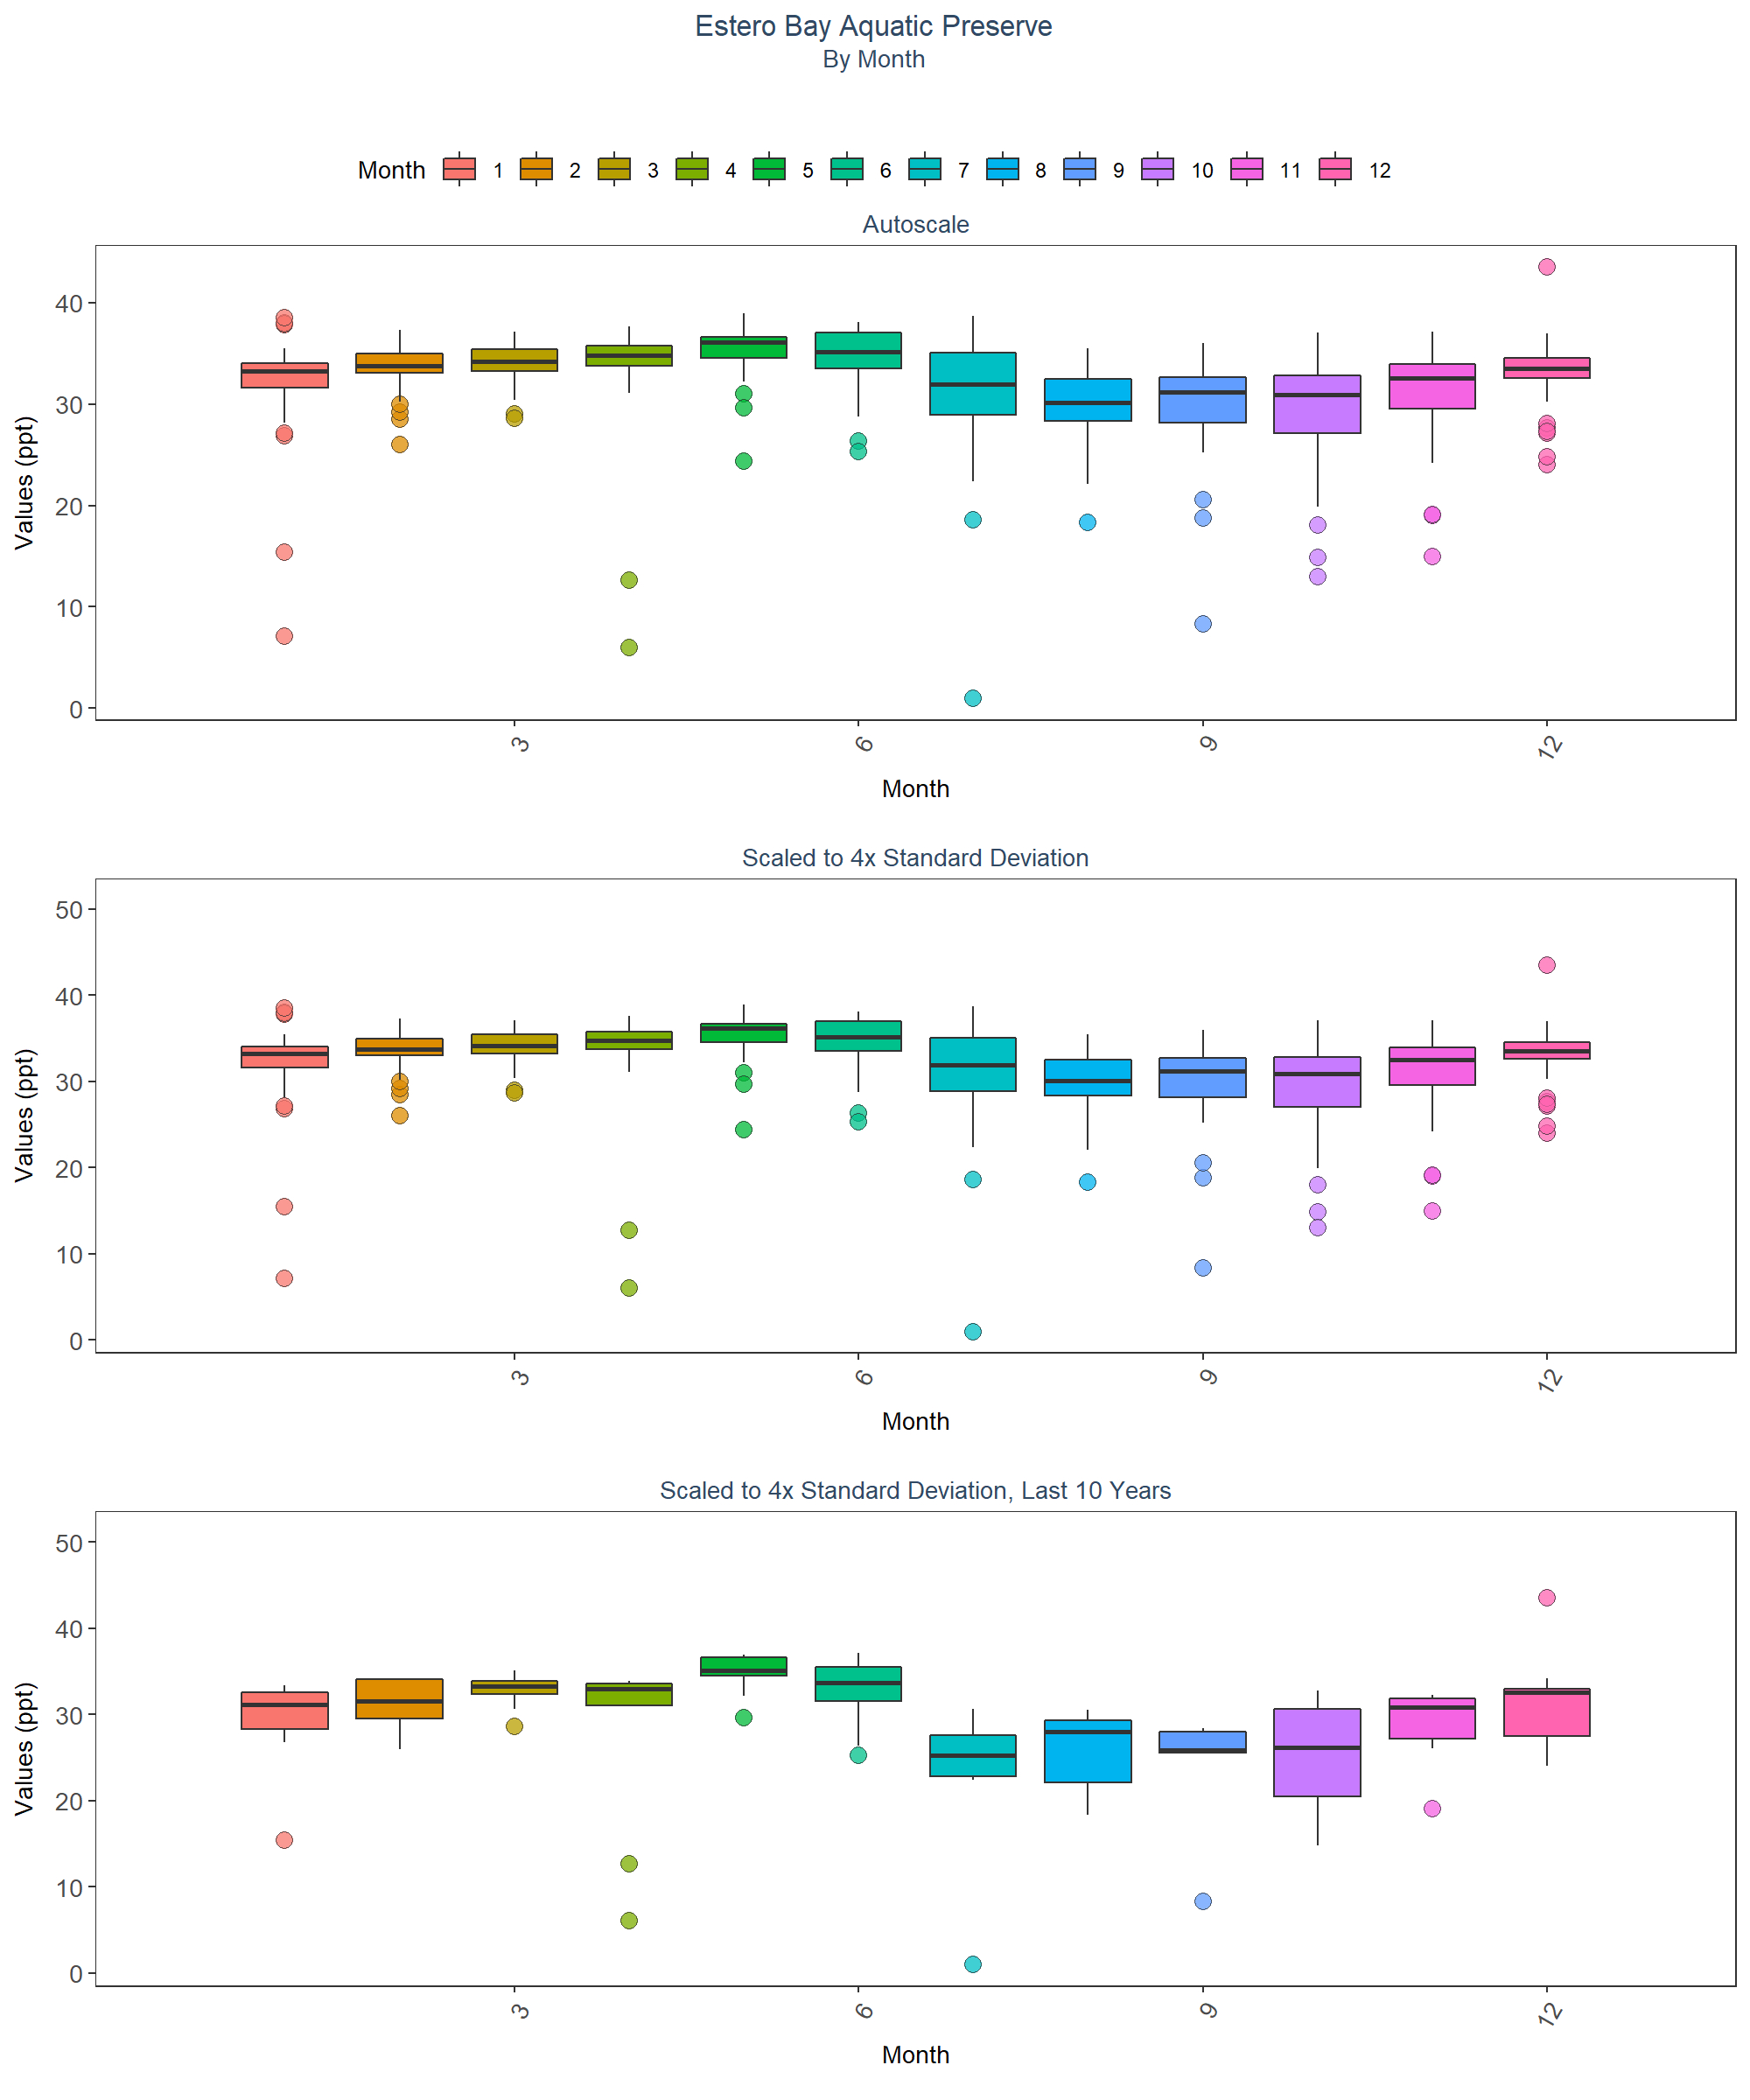 Estero Bay Aquatic Preserve
By Month
Month 1 2 3 4 5 6 7 8 9 10 11 12
Autoscale
Values (ppt)
40
30
20
10
0
3 6 9 12
Month
Scaled to 4x Standard Deviation
Values (ppt)
50
40
30
20
10
0
3 6 9 12
Month
Scaled to 4x Standard Deviation, Last 10 Years
Values (ppt)
50
40
30
20
10
0
3 6 9 12
Month